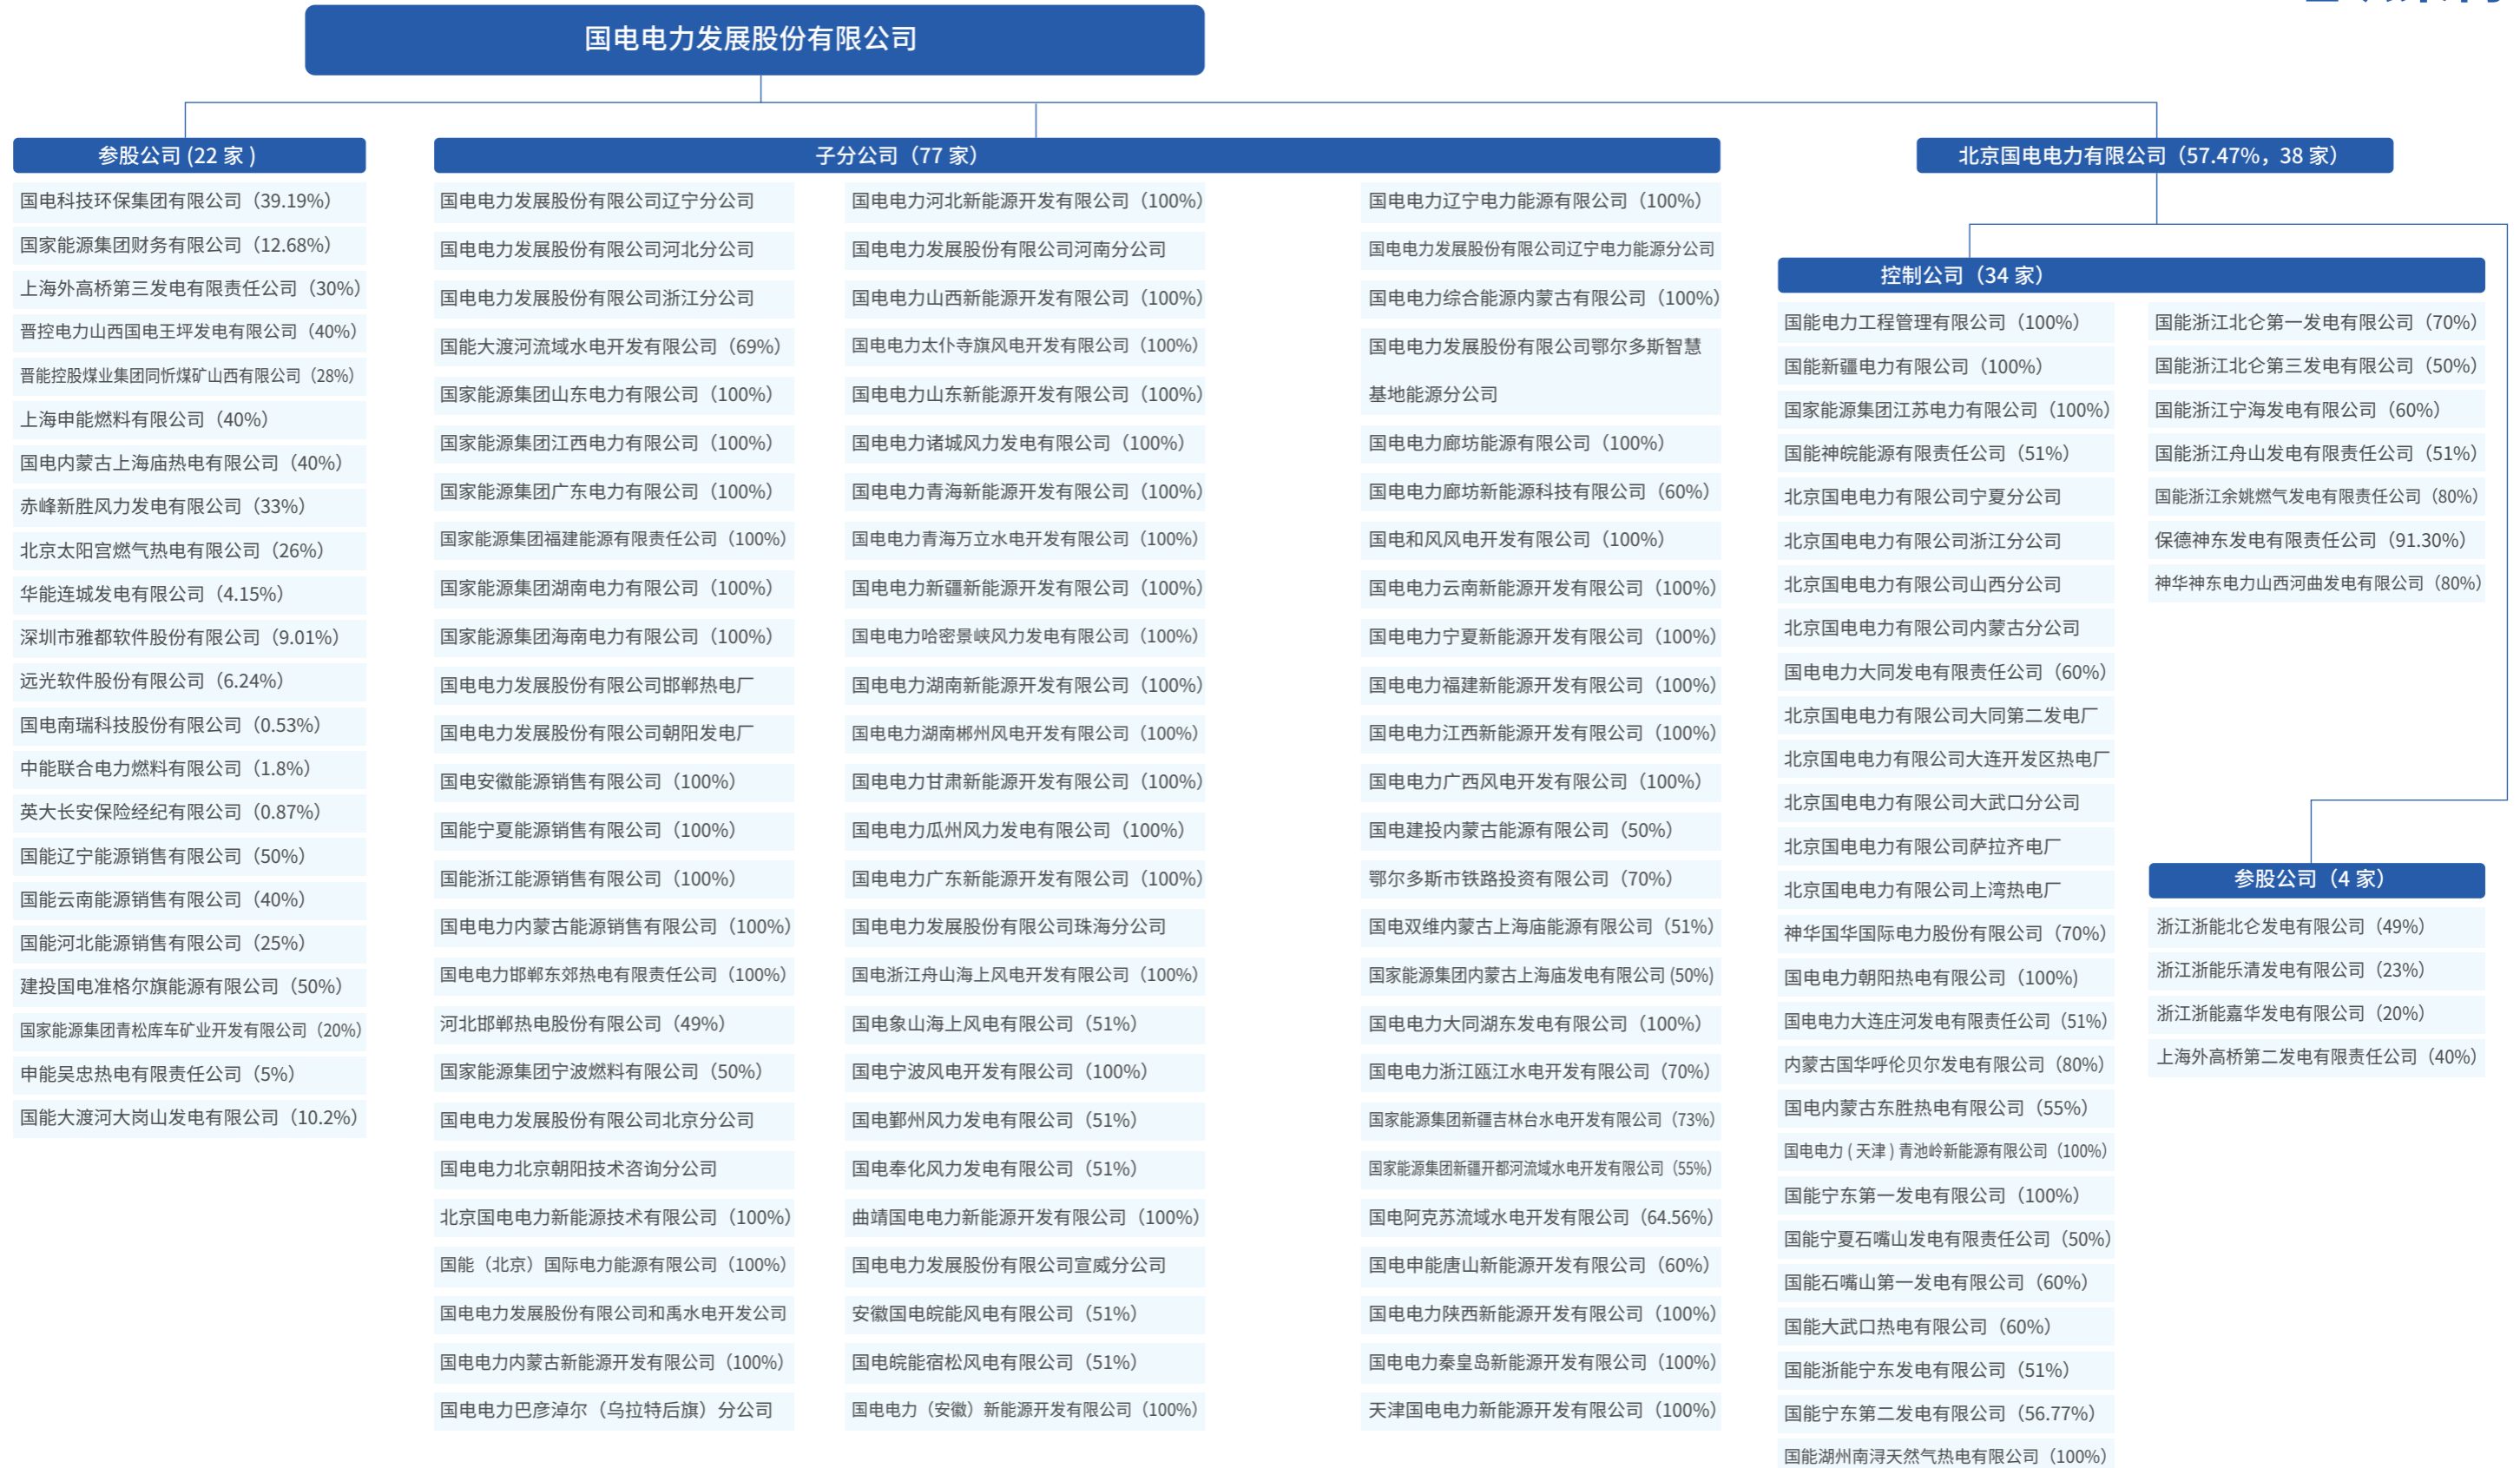 国电电力发展股份有限公司
参股公司 (22 家 )
国电科技环保集团有限公司（39.19%）
国家能源集团财务有限公司（12.68%）
上海外高桥第三发电有限责任公司（30%）
晋控电力山西国电王坪发电有限公司（40%）
晋能控股煤业集团同忻煤矿山西有限公司（28%）
上海申能燃料有限公司（40%）
国电内蒙古上海庙热电有限公司（40%）
赤峰新胜风力发电有限公司（33%）
北京太阳宫燃气热电有限公司（26%）
华能连城发电有限公司（4.15%）
深圳市雅都软件股份有限公司（9.01%）
远光软件股份有限公司（6.24%）
国电南瑞科技股份有限公司（0.53%）
中能联合电力燃料有限公司（1.8%）
英大长安保险经纪有限公司（0.87%）
国能辽宁能源销售有限公司（50%）
国能云南能源销售有限公司（40%）
国能河北能源销售有限公司（25%）
建投国电准格尔旗能源有限公司（50%）
国家能源集团青松库车矿业开发有限公司（20%）
申能吴忠热电有限责任公司（5%）
国能大渡河大岗山发电有限公司（10.2%）
子分公司（77 家）
国电电力发展股份有限公司辽宁分公司
国电电力发展股份有限公司河北分公司
国电电力发展股份有限公司浙江分公司
国能大渡河流域水电开发有限公司（69%）
国家能源集团山东电力有限公司（100%）
国家能源集团江西电力有限公司（100%）
国家能源集团广东电力有限公司（100%）
国家能源集团福建能源有限责任公司（100%）
国家能源集团湖南电力有限公司（100%）
国家能源集团海南电力有限公司（100%）
国电电力发展股份有限公司邯郸热电厂
国电电力发展股份有限公司朝阳发电厂
国电安徽能源销售有限公司（100%）
国能宁夏能源销售有限公司（100%）
国能浙江能源销售有限公司（100%）
国电电力内蒙古能源销售有限公司（100%）
国电电力邯郸东郊热电有限责任公司（100%）
河北邯郸热电股份有限公司（49%）
国家能源集团宁波燃料有限公司（50%）
国电电力发展股份有限公司北京分公司
国电电力北京朝阳技术咨询分公司
北京国电电力新能源技术有限公司（100%）
国能（北京）国际电力能源有限公司（100%）
国电电力发展股份有限公司和禹水电开发公司
国电电力内蒙古新能源开发有限公司（100%）
国电电力巴彦淖尔（乌拉特后旗）分公司
国电电力河北新能源开发有限公司（100%）
国电电力发展股份有限公司河南分公司
国电电力山西新能源开发有限公司（100%）
国电电力太仆寺旗风电开发有限公司（100%）
国电电力山东新能源开发有限公司（100%）
国电电力诸城风力发电有限公司（100%）
国电电力青海新能源开发有限公司（100%）
国电电力青海万立水电开发有限公司（100%）
国电电力新疆新能源开发有限公司（100%）
国电电力哈密景峡风力发电有限公司（100%）
国电电力湖南新能源开发有限公司（100%）
国电电力湖南郴州风电开发有限公司（100%）
国电电力甘肃新能源开发有限公司（100%）
国电电力瓜州风力发电有限公司（100%）
国电电力广东新能源开发有限公司（100%）
国电电力发展股份有限公司珠海分公司
国电浙江舟山海上风电开发有限公司（100%）
国电象山海上风电有限公司（51%）
国电宁波风电开发有限公司（100%）
国电鄞州风力发电有限公司（51%）
国电奉化风力发电有限公司（51%）
曲靖国电电力新能源开发有限公司（100%）
国电电力发展股份有限公司宣威分公司
安徽国电皖能风电有限公司（51%）
国电皖能宿松风电有限公司（51%）
国电电力（安徽）新能源开发有限公司（100%）
国电电力辽宁电力能源有限公司（100%）
国电电力发展股份有限公司辽宁电力能源分公司
国电电力综合能源内蒙古有限公司（100%）
国电电力发展股份有限公司鄂尔多斯智慧
基地能源分公司
国电电力廊坊能源有限公司（100%）
国电电力廊坊新能源科技有限公司（60%）
国电和风风电开发有限公司（100%）
国电电力云南新能源开发有限公司（100%）
国电电力宁夏新能源开发有限公司（100%）
国电电力福建新能源开发有限公司（100%）
国电电力江西新能源开发有限公司（100%）
国电电力广西风电开发有限公司（100%）
国电建投内蒙古能源有限公司（50%）
鄂尔多斯市铁路投资有限公司（70%）
国电双维内蒙古上海庙能源有限公司（51%）
国家能源集团内蒙古上海庙发电有限公司 (50%)
国电电力大同湖东发电有限公司（100%）
国电电力浙江瓯江水电开发有限公司（70%）
国家能源集团新疆吉林台水电开发有限公司（73%）
国家能源集团新疆开都河流域水电开发有限公司（55%）
国电阿克苏流域水电开发有限公司（64.56%）
国电申能唐山新能源开发有限公司（60%）
国电电力陕西新能源开发有限公司（100%）
国电电力秦皇岛新能源开发有限公司（100%）
天津国电电力新能源开发有限公司（100%）
北京国电电力有限公司（57.47%，38 家）
控制公司（34 家）
国能电力工程管理有限公司（100%）
国能新疆电力有限公司（100%）
国家能源集团江苏电力有限公司（100%）
国能神皖能源有限责任公司（51%）
北京国电电力有限公司宁夏分公司
北京国电电力有限公司浙江分公司
北京国电电力有限公司山西分公司
北京国电电力有限公司内蒙古分公司
国电电力大同发电有限责任公司（60%）
北京国电电力有限公司大同第二发电厂
北京国电电力有限公司大连开发区热电厂
北京国电电力有限公司大武口分公司
北京国电电力有限公司萨拉齐电厂
北京国电电力有限公司上湾热电厂
神华国华国际电力股份有限公司（70%）
国电电力朝阳热电有限公司（100%)
国电电力大连庄河发电有限责任公司（51%）
内蒙古国华呼伦贝尔发电有限公司（80%）
国电内蒙古东胜热电有限公司（55%）
国电电力 ( 天津 ) 青池岭新能源有限公司（100%）
国能宁东第一发电有限公司（100%）
国能宁夏石嘴山发电有限责任公司（50%）
国能石嘴山第一发电有限公司（60%）
国能大武口热电有限公司（60%）
国能浙能宁东发电有限公司（51%）
国能宁东第二发电有限公司（56.77%）
国能湖州南浔天然气热电有限公司（100%）
国能浙江北仑第一发电有限公司（70%）
国能浙江北仑第三发电有限公司（50%）
国能浙江宁海发电有限公司（60%）
国能浙江舟山发电有限责任公司（51%）
国能浙江余姚燃气发电有限责任公司（80%）
保德神东发电有限责任公司（91.30%）
神华神东电力山西河曲发电有限公司（80%）
参股公司（4 家）
浙江浙能北仑发电有限公司（49%）
浙江浙能乐清发电有限公司（23%）
浙江浙能嘉华发电有限公司（20%）
上海外高桥第二发电有限责任公司（40%）